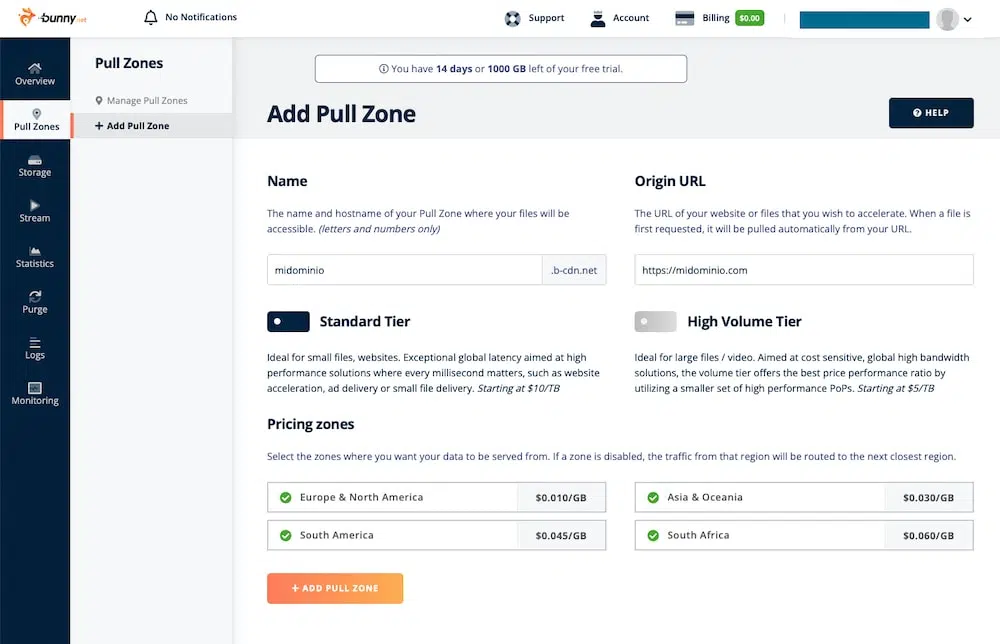 bunny.net
No Notifications
Support
Account
Billing
$0.00
Overview
Pull Zones
Storage
Stream
Statistics
Purge
Logs
Monitoring
Pull Zones
Manage Pull Zones
+ Add Pull Zone
You have 14 days or 1000 GB left of your free trial.
Add Pull Zone
HELP
Name
The name and hostname of your Pull Zone where your files will be
accessible. (letters and numbers only)
midominio
.b-cdn.net
Origin URL
The URL of your website or files that you wish to accelerate. When a file is
first requested, it will be pulled automatically from your URL.
https://midominio.com
Standard Tier
Ideal for small files, websites. Exceptional global latency aimed at high
performance solutions where every millisecond matters, such as website
acceleration, ad delivery or small file delivery. Starting at $10/TB
High Volume Tier
Ideal for large files / video. Aimed at cost sensitive, global high bandwidth
solutions, the volume tier offers the best price performance ratio by
utilizing a smaller set of high performance PoPs. Starting at $5/TB
Pricing zones
Select the zones where you want your data to be served from. If a zone is disabled, the traffic from that region will be routed to the next closest region.
Europe & North America $0.010/GB
Asia & Oceania $0.030/GB
South America $0.045/GB
South Africa $0.060/GB
+ ADD PULL ZONE